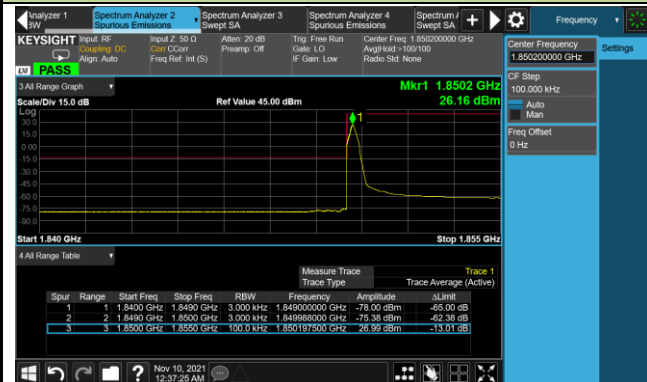 nalyzer 1
BW
Spectrum Analyzer 2
Spurious Emissions
Spectrum Analyzer 3
Swept SA
Spectrum Analyzer 4
Spurious Emissions
Spectrum A
Swept SA
Frequency
KEYSIGHT
Input: RF
Coupling: DC
Align: Auto
Input Z: 50 Ω
Corr CCorr
Freq Ref: Int (S)
Atten: 20 dB
Preamp: Off
Trig: Free Run
Gate: LO
IF Gain: Low
Center Freq: 1.850200000 GHz
Avg|Hold:>100/100
Radio Std: None
LXI PASS
Center Frequency
1.850200000 GHz
Settings
CF Step
100.000 kHz
Auto
Man
Freq Offset
0 Hz
3 All Range Graph
Mkr1 1.8502 GHz
26.16 dBm
Scale/Div 15.0 dB
Ref Value 45.00 dBm
Log
30.0
15.0
0.00
-15.0
-30.0
-45.0
-60.0
-75.0
-90.0
1
Start 1.840 GHz
Stop 1.855 GHz
4 All Range Table
Measure Trace Trace 1
Trace Type Trace Average (Active)
Spur Range Start Freq Stop Freq RBW Frequency Amplitude ΔLimit
1 1 1.8400 GHz 1.8490 GHz 3.000 kHz 1.849000000 GHz -78.00 dBm -65.00 dB
2 2 1.8490 GHz 1.8500 GHz 3.000 kHz 1.849988000 GHz -75.38 dBm -62.38 dB
3 3 1.8500 GHz 1.8550 GHz 100.0 kHz 1.850197500 GHz 26.99 dBm -13.01 dB
Nov 10, 2021
12:37:25 AM